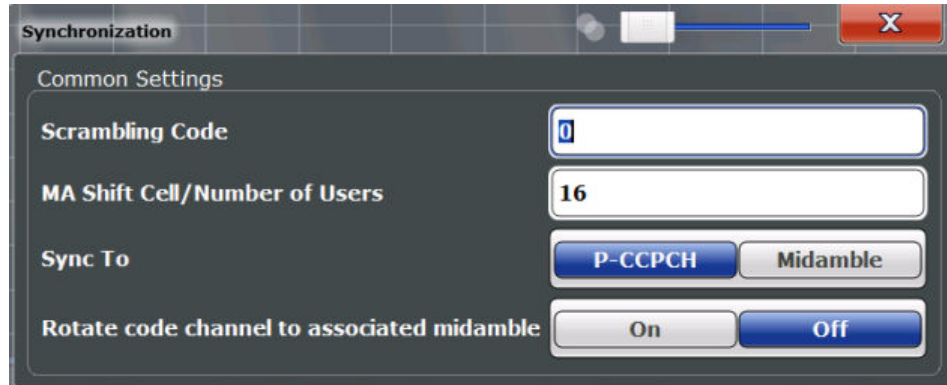 Synchronization
X
Common Settings
Scrambling Code 0
MA Shift Cell/Number of Users 16
Sync To P-CCPCH Midamble
Rotate code channel to associated midamble On Off